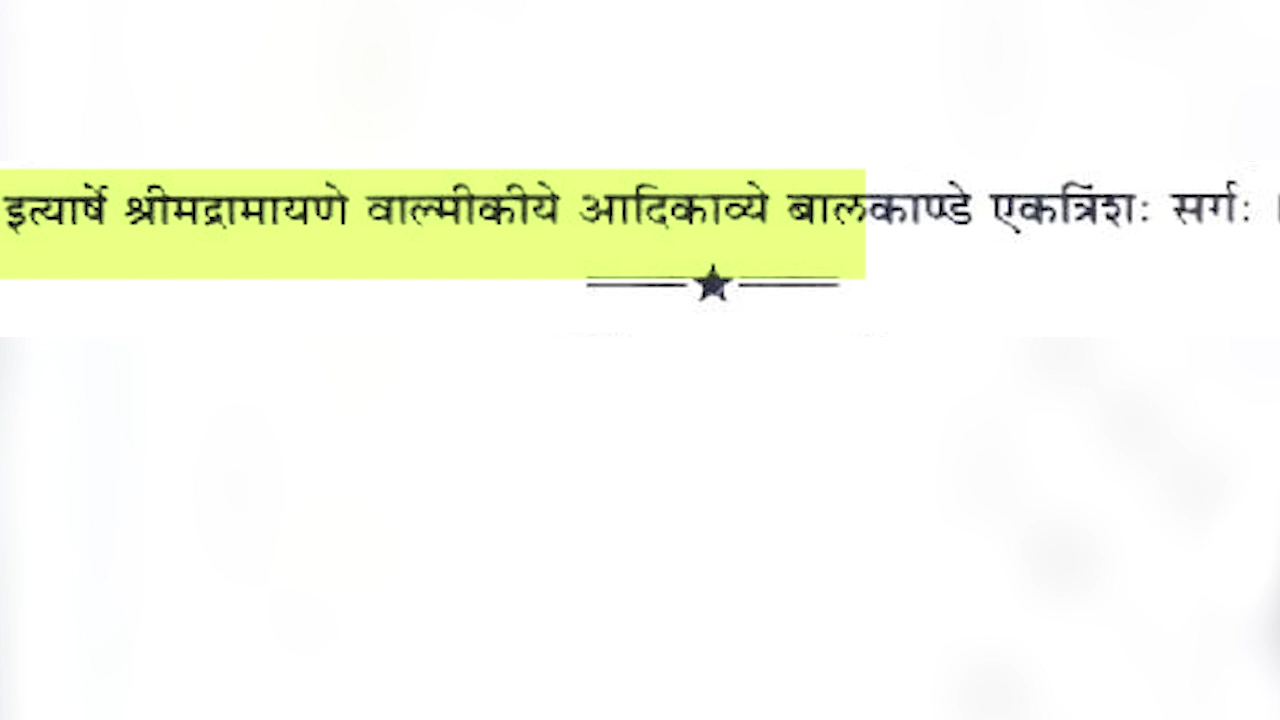 इत्यार्षे श्रीमद्रामायणे वाल्मीकीये आदिकाव्ये बालकाण्डे एकत्रिंशः सर्गः ।